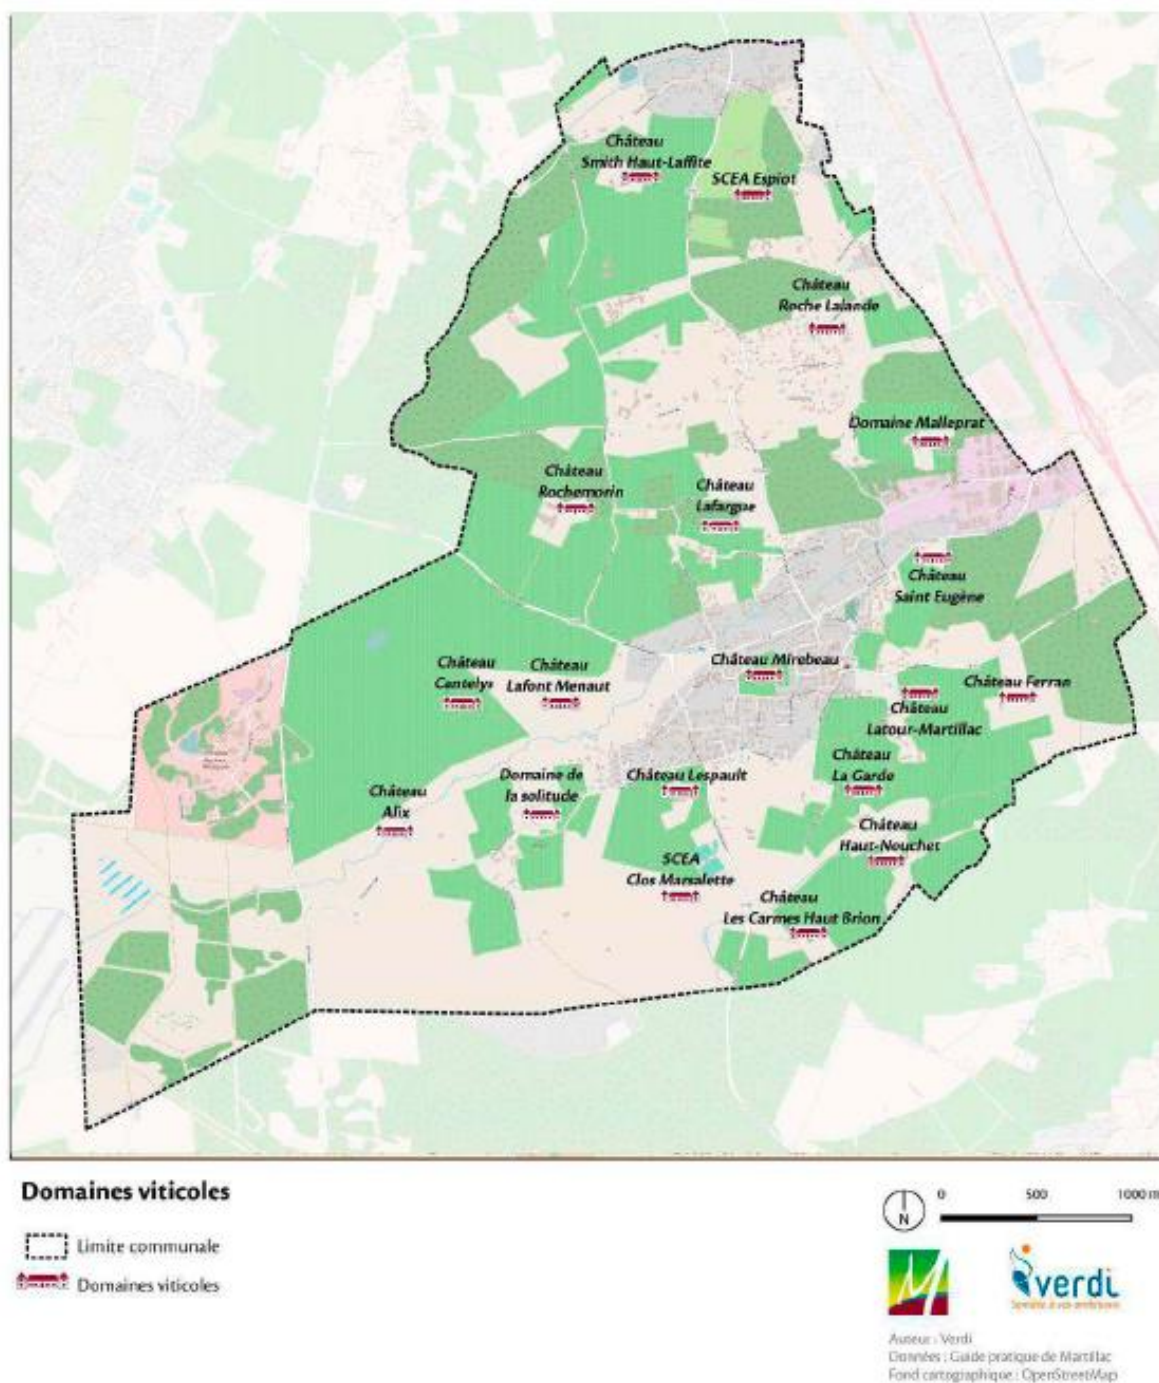 Château
Smith Haut-Laffite
SCEA Espiot
Château
Roche Lalande
Domaine Malleprat
Château
Rochemorin
Château
Lafargue
Château
Saint Eugène
Château
Cantelys
Château
Lafont Menaut
Château Mirebeau
Château Ferran
Château
Latour-Martillac
Château
La Garde
Domaine de
la solitude
Château Lespault
Château
Alix
Château
Haut-Nouchet
SCEA
Clos Marsalette
Château
Les Carmes Haut Brion
Domaines viticoles
Limite communale
Domaines viticoles
N
0 500 1000 m
verdi
Auteur : Verdi
Données : Guide pratique de Martillac
Fond cartographique : OpenStreetMap